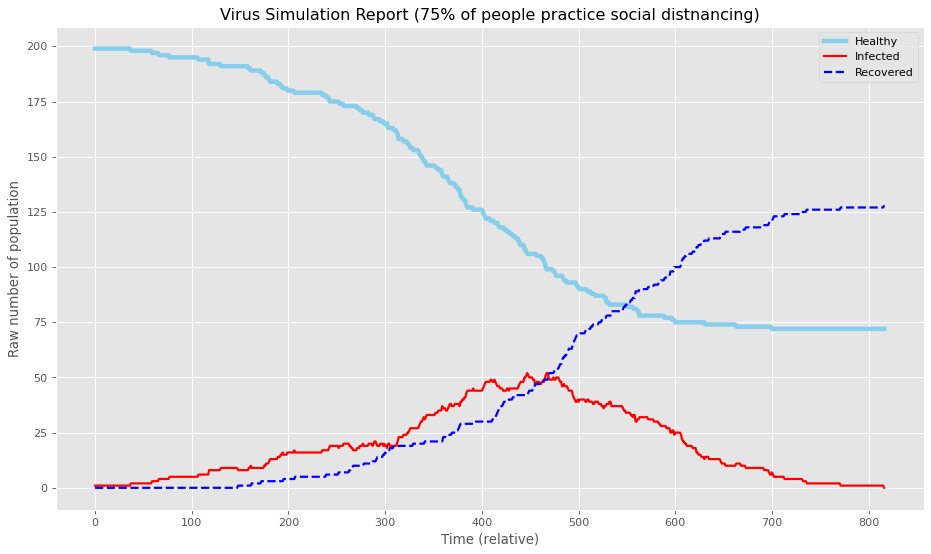 Virus Simulation Report (75% of people practice social distnancing)
Healthy
Infected
Recovered
Raw number of population
200
175
150
125
100
75
50
25
0
0 100 200 300 400 500 600 700 800
Time (relative)